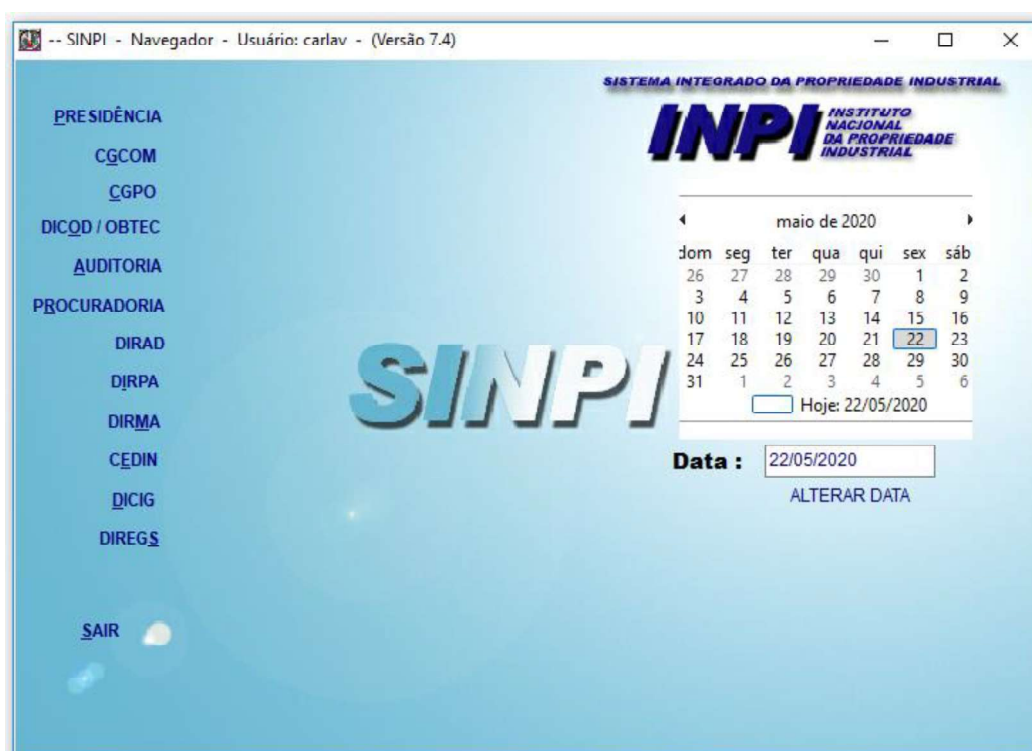 -- SINPI - Navegador - Usuário: carlav - (Versão 7.4)
SISTEMA INTEGRADO DA PROPRIEDADE INDUSTRIAL
INPI
INSTITUTO
NACIONAL
DA PROPRIEDADE
INDUSTRIAL
PRESIDÊNCIA
CGCOM
CGPO
DICOD / OBTEC
AUDITORIA
PROCURADORIA
DIRAD
DIRPA
DIRMA
CEDIN
DICIG
DIREGS
SAIR
SINPI
maio de 2020
dom seg ter qua qui sex sáb
26 27 28 29 30 1 2
3 4 5 6 7 8 9
10 11 12 13 14 15 16
17 18 19 20 21 22 23
24 25 26 27 28 29 30
31 1 2 3 4 5 6
Hoje: 22/05/2020
Data : 22/05/2020
ALTERAR DATA